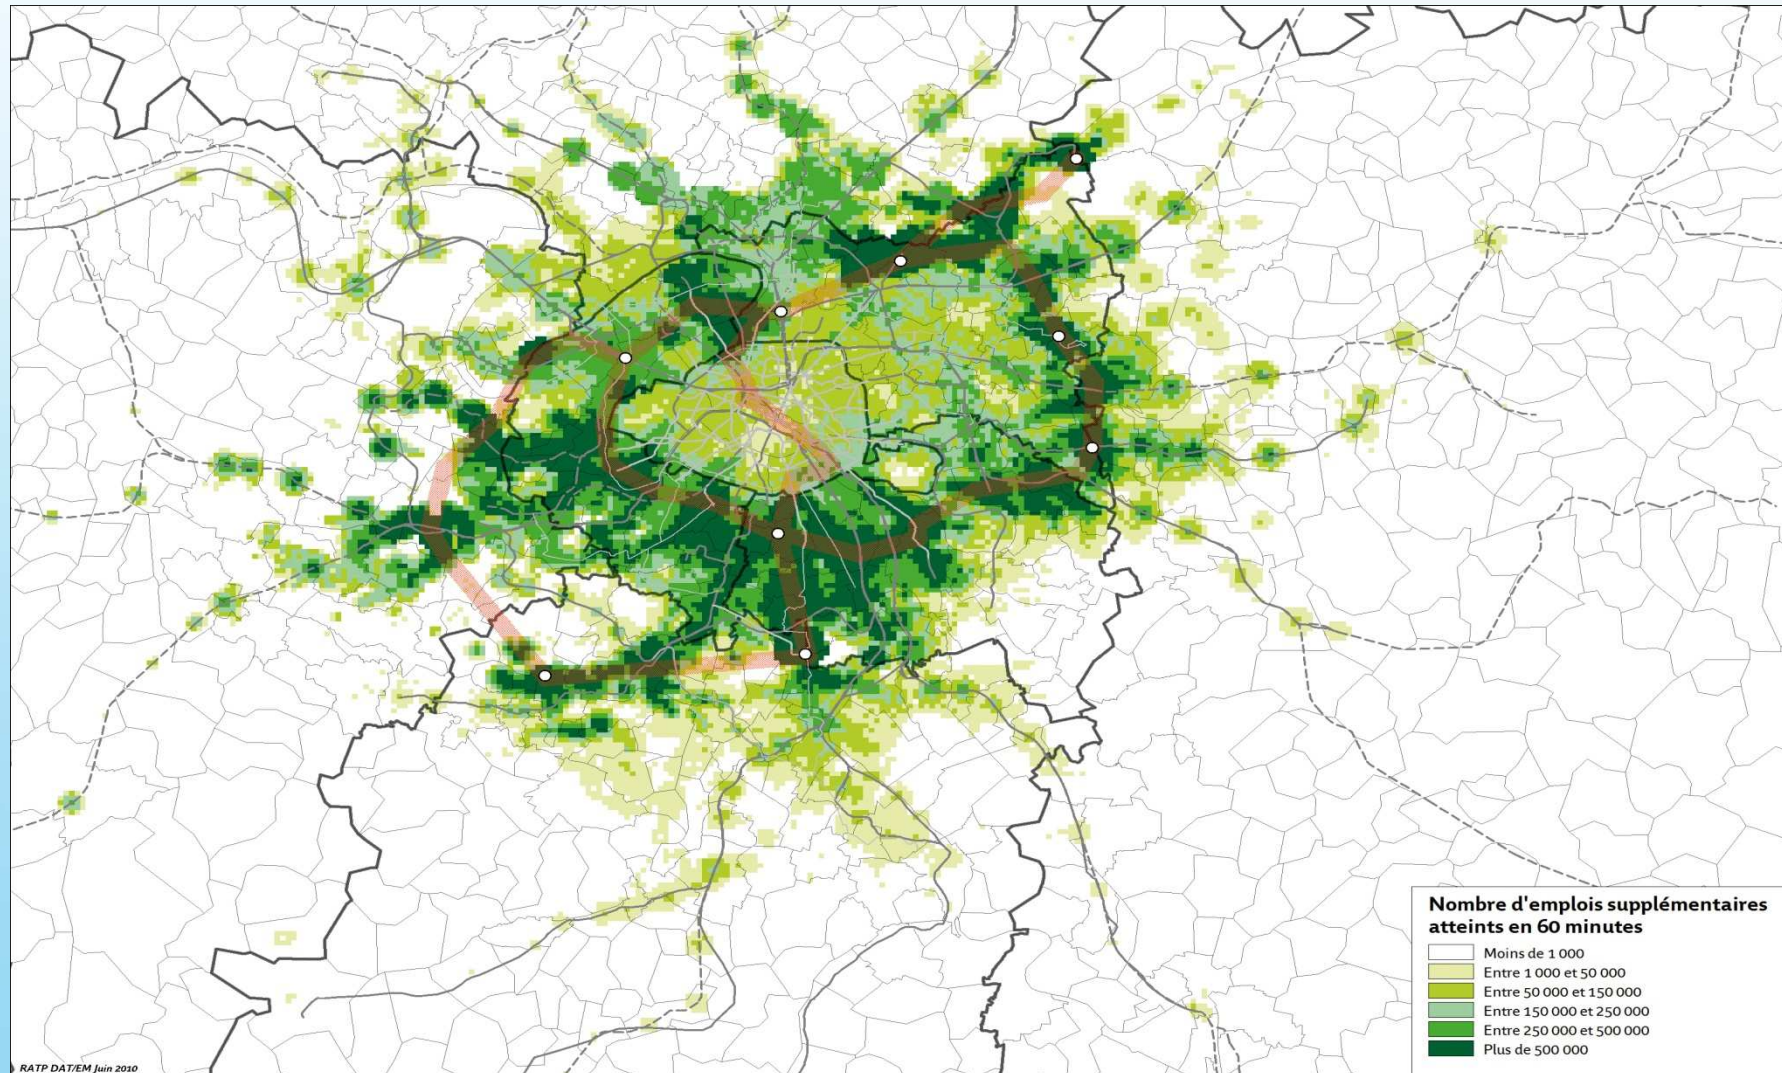 Nombre d'emplois supplémentaires
atteints en 60 minutes
Moins de 1 000
Entre 1 000 et 50 000
Entre 50 000 et 150 000
Entre 150 000 et 250 000
Entre 250 000 et 500 000
Plus de 500 000
RATP DAT/EM Juin 2010